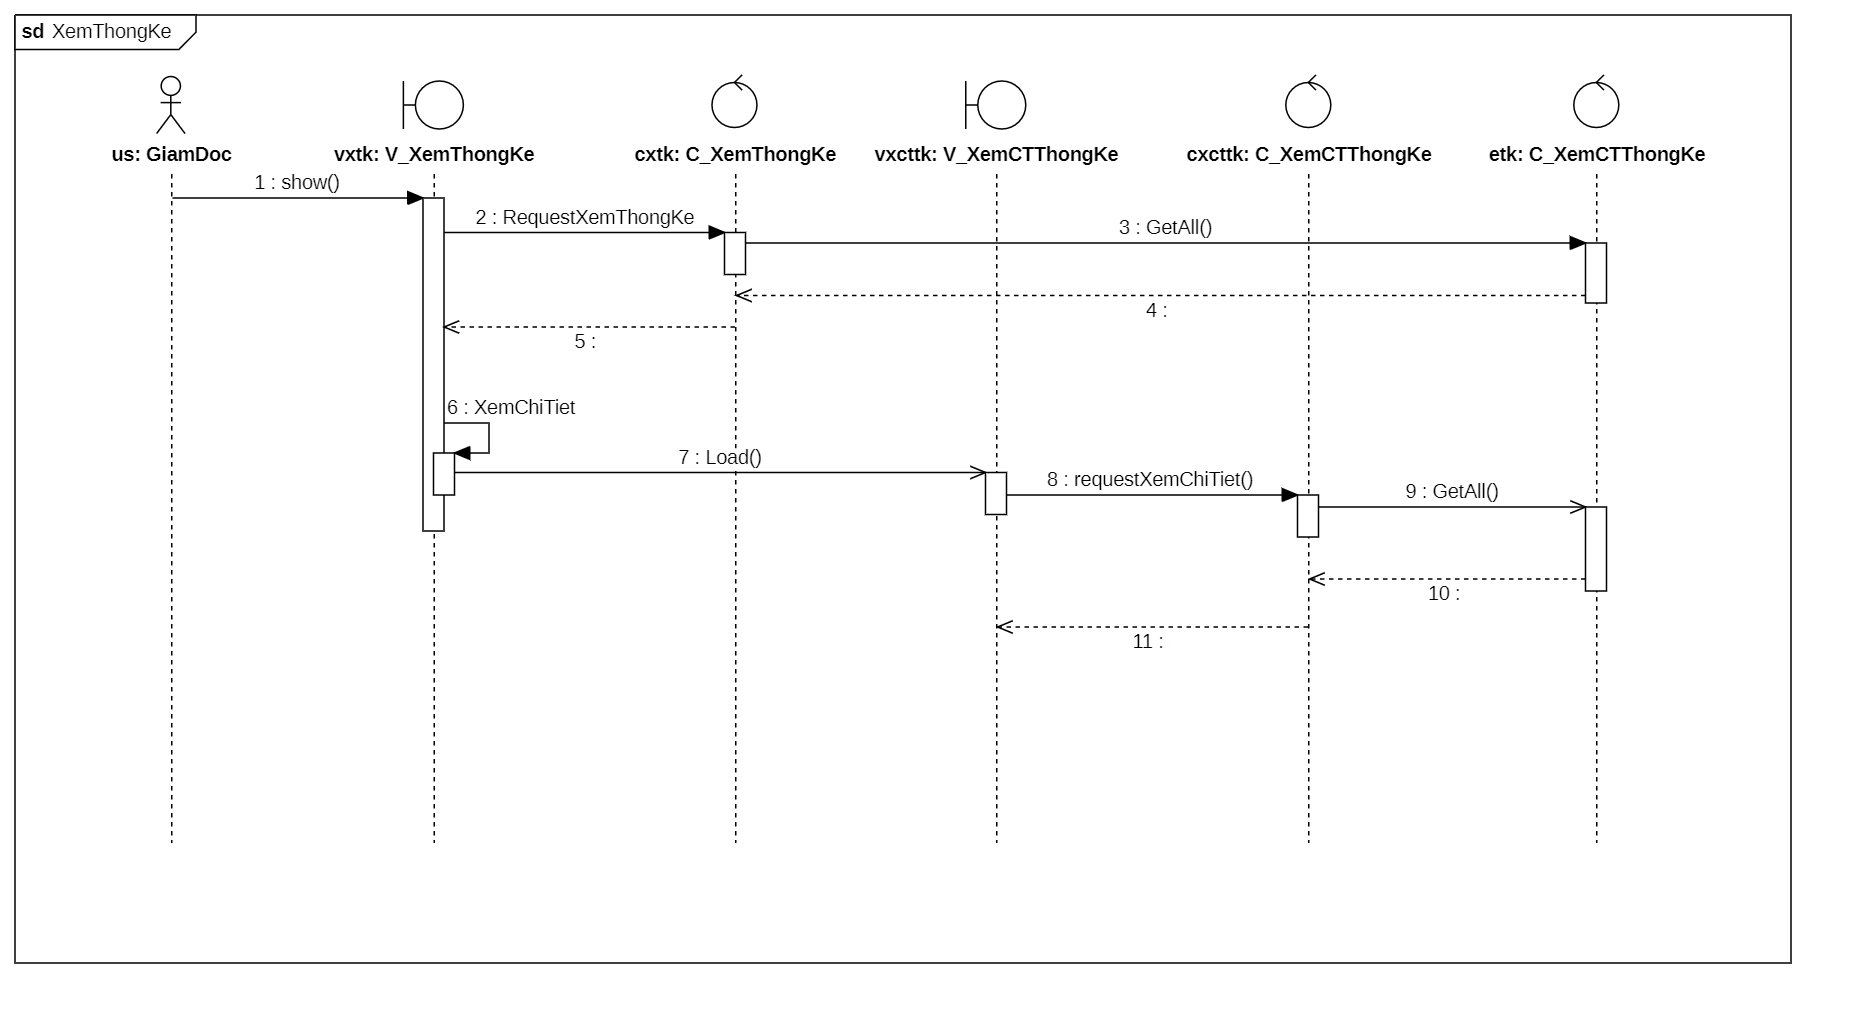 sd XemThongKe
us: GiamDoc
vxtk: V_XemThongKe
cxtk: C_XemThongKe
vxcttk: V_XemCTThongKe
cxcttk: C_XemCTThongKe
etk: C_XemCTThongKe
1 : show()
2 : RequestXemThongKe
3 : GetAll()
4 :
5 :
6 : XemChiTiet
7 : Load()
8 : requestXemChiTiet()
9 : GetAll()
10 :
11 :